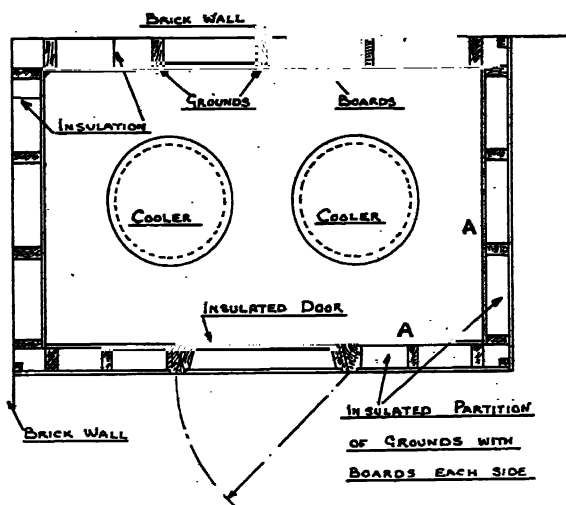 BRICK WALL
GROUNDS
BOARDS
INSULATION
COOLER
COOLER
A
INSULATED DOOR
A
BRICK WALL
INSULATED PARTITION
OF GROUNDS WITH
BOARDS EACH SIDE